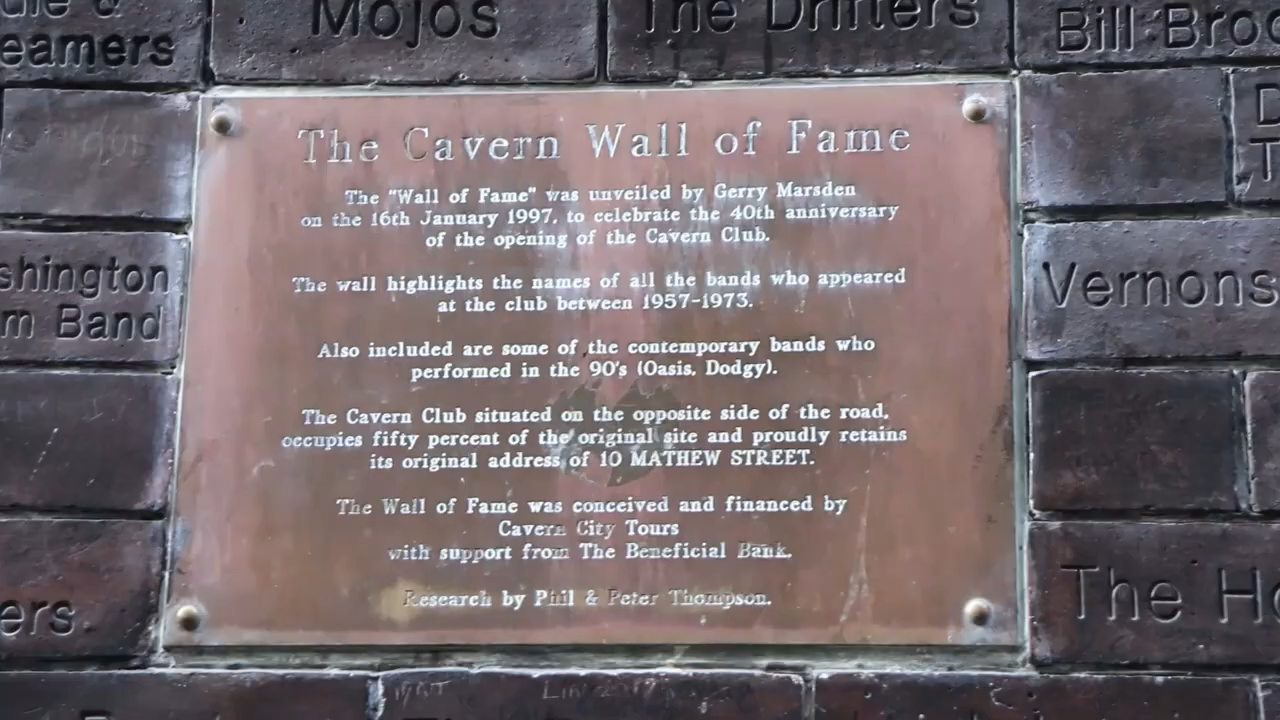 eamers
Mojos
The Drifters
Bill
The Cavern Wall of Fame
The "Wall of Fame" was unveiled by Gerry Marsden
on the 16th January 1997, to celebrate the 40th anniversary
of the opening of the Cavern Club.
The wall highlights the names of all the bands who appeared
at the club between 1957-1973.
Also included are some of the contemporary bands who
performed in the 90's (Oasis, Dodgy).
The Cavern Club situated on the opposite side of the road,
occupies fifty percent of the original site and proudly retains
its original address of 10 MATHEW STREET.
The Wall of Fame was conceived and financed by
Cavern City Tours
with support from The Beneficial Bank.
Research by Phil & Peter Thompson.
shington
m Band
ers
Vernons
The Ho